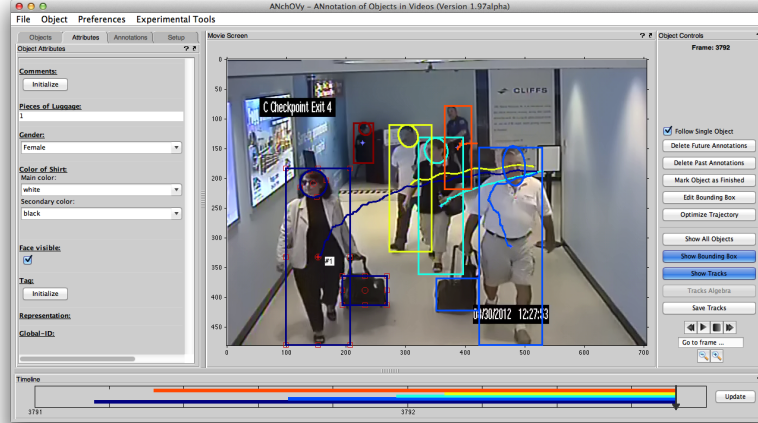 ANchOVy – ANnotation of Objects in Videos (Version 1.97alpha)
File Object Preferences Experimental Tools
Objects Attributes Annotations Setup
Object Attributes
Comments:
Initialize
Pieces of Luggage:
1
Gender:
Female
Color of Shirt:
Main color:
white
Secondary color:
black
Face visible:
Tag:
Initialize
Representation:
Global-ID:
Movie Screen
0
50
100
150
200
250
300
350
400
450
0 100 200 300 400 500 600 700
C Checkpoint Exit 4
CLIFFS
#1
04/30/2012 12:27:53
Object Controls
Frame: 3792
Follow Single Object
Delete Future Annotations
Delete Past Annotations
Mark Object as Finished
Edit Bounding Box
Optimize Trajectory
Show All Objects
Show Bounding Box
Show Tracks
Tracks Algebra
Save Tracks
Go to frame ...
Timeline
3791 3792
Update